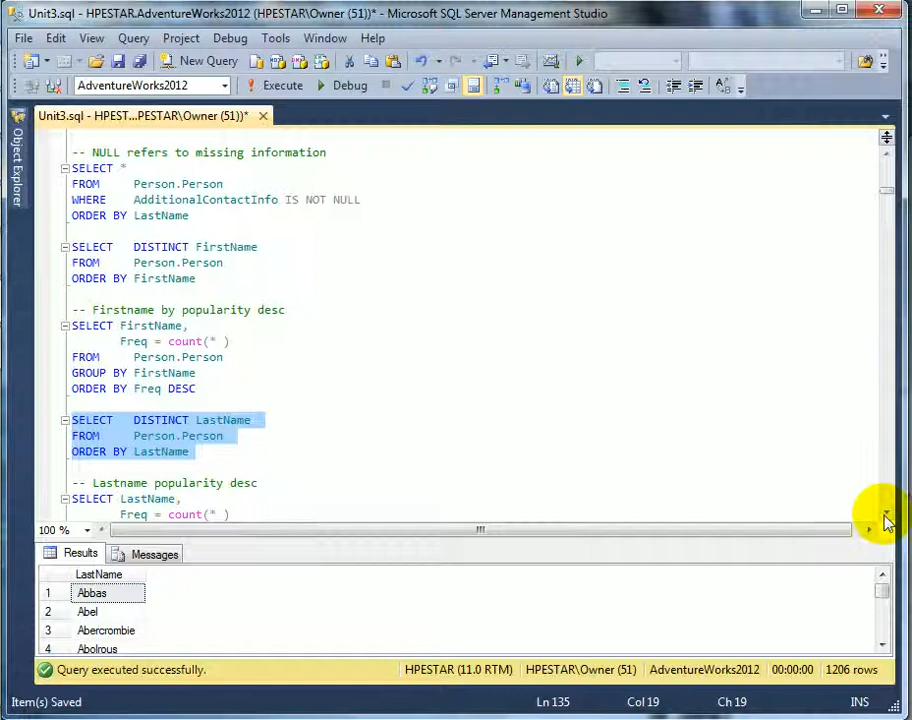 Unit3.sql - HPESTAR.AdventureWorks2012 (HPESTAR\Owner (51))* - Microsoft SQL Server Management Studio
File Edit View Query Project Debug Tools Window Help
New Query
AdventureWorks2012 Execute Debug
Unit3.sql - HPEST...PESTAR\Owner (51))*
Object Explorer
-- NULL refers to missing information
SELECT *
FROM Person.Person
WHERE AdditionalContactInfo IS NOT NULL
ORDER BY LastName
SELECT DISTINCT FirstName
FROM Person.Person
ORDER BY FirstName
-- Firstname by popularity desc
SELECT FirstName,
Freq = count(* )
FROM Person.Person
GROUP BY FirstName
ORDER BY Freq DESC
SELECT DISTINCT LastName
FROM Person.Person
ORDER BY LastName
-- Lastname popularity desc
SELECT LastName,
Freq = count(* )
100 %
Results Messages
LastName
1 Abbas
2 Abel
3 Abercrombie
4 Abolrous
Query executed successfully. HPESTAR (11.0 RTM) HPESTAR\Owner (51) AdventureWorks2012 00:00:00 1206 rows
Item(s) Saved Ln 135 Col 19 Ch 19 INS